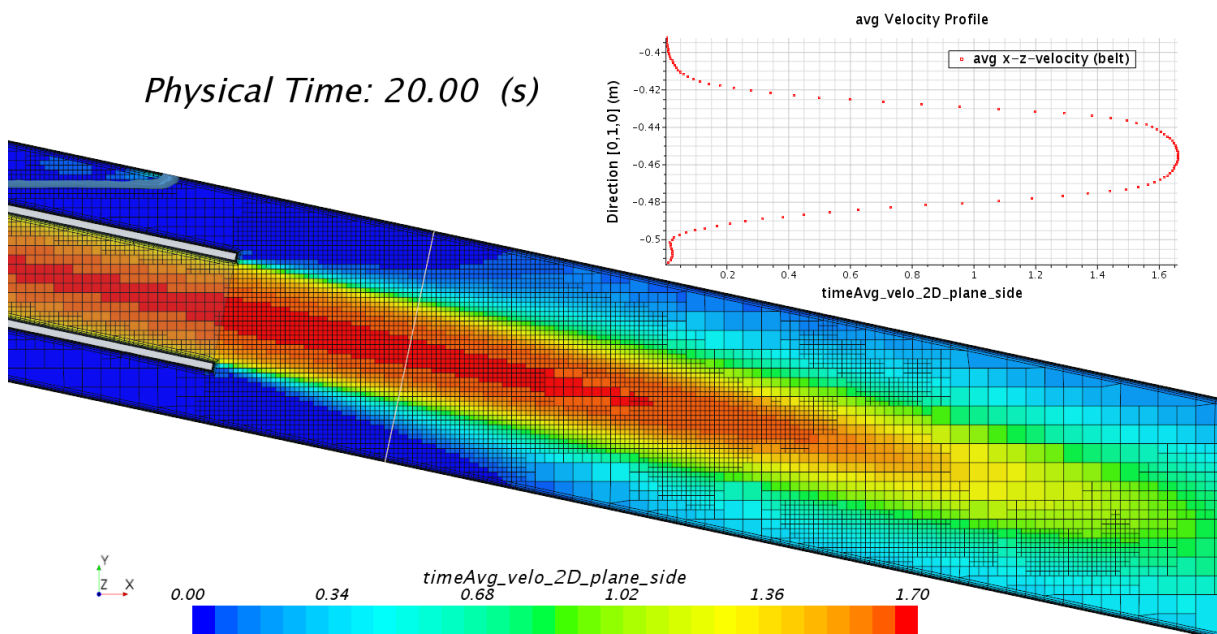 avg Velocity Profile
Physical Time: 20.00 (s)
avg x-z-velocity (belt)
Direction [0,1,0] (m)
-0.4
-0.42
-0.44
-0.46
-0.48
-0.5
0.2 0.4 0.6 0.8 1 1.2 1.4 1.6
timeAvg_velo_2D_plane_side
Y
Z X
timeAvg_velo_2D_plane_side
0.00 0.34 0.68 1.02 1.36 1.70